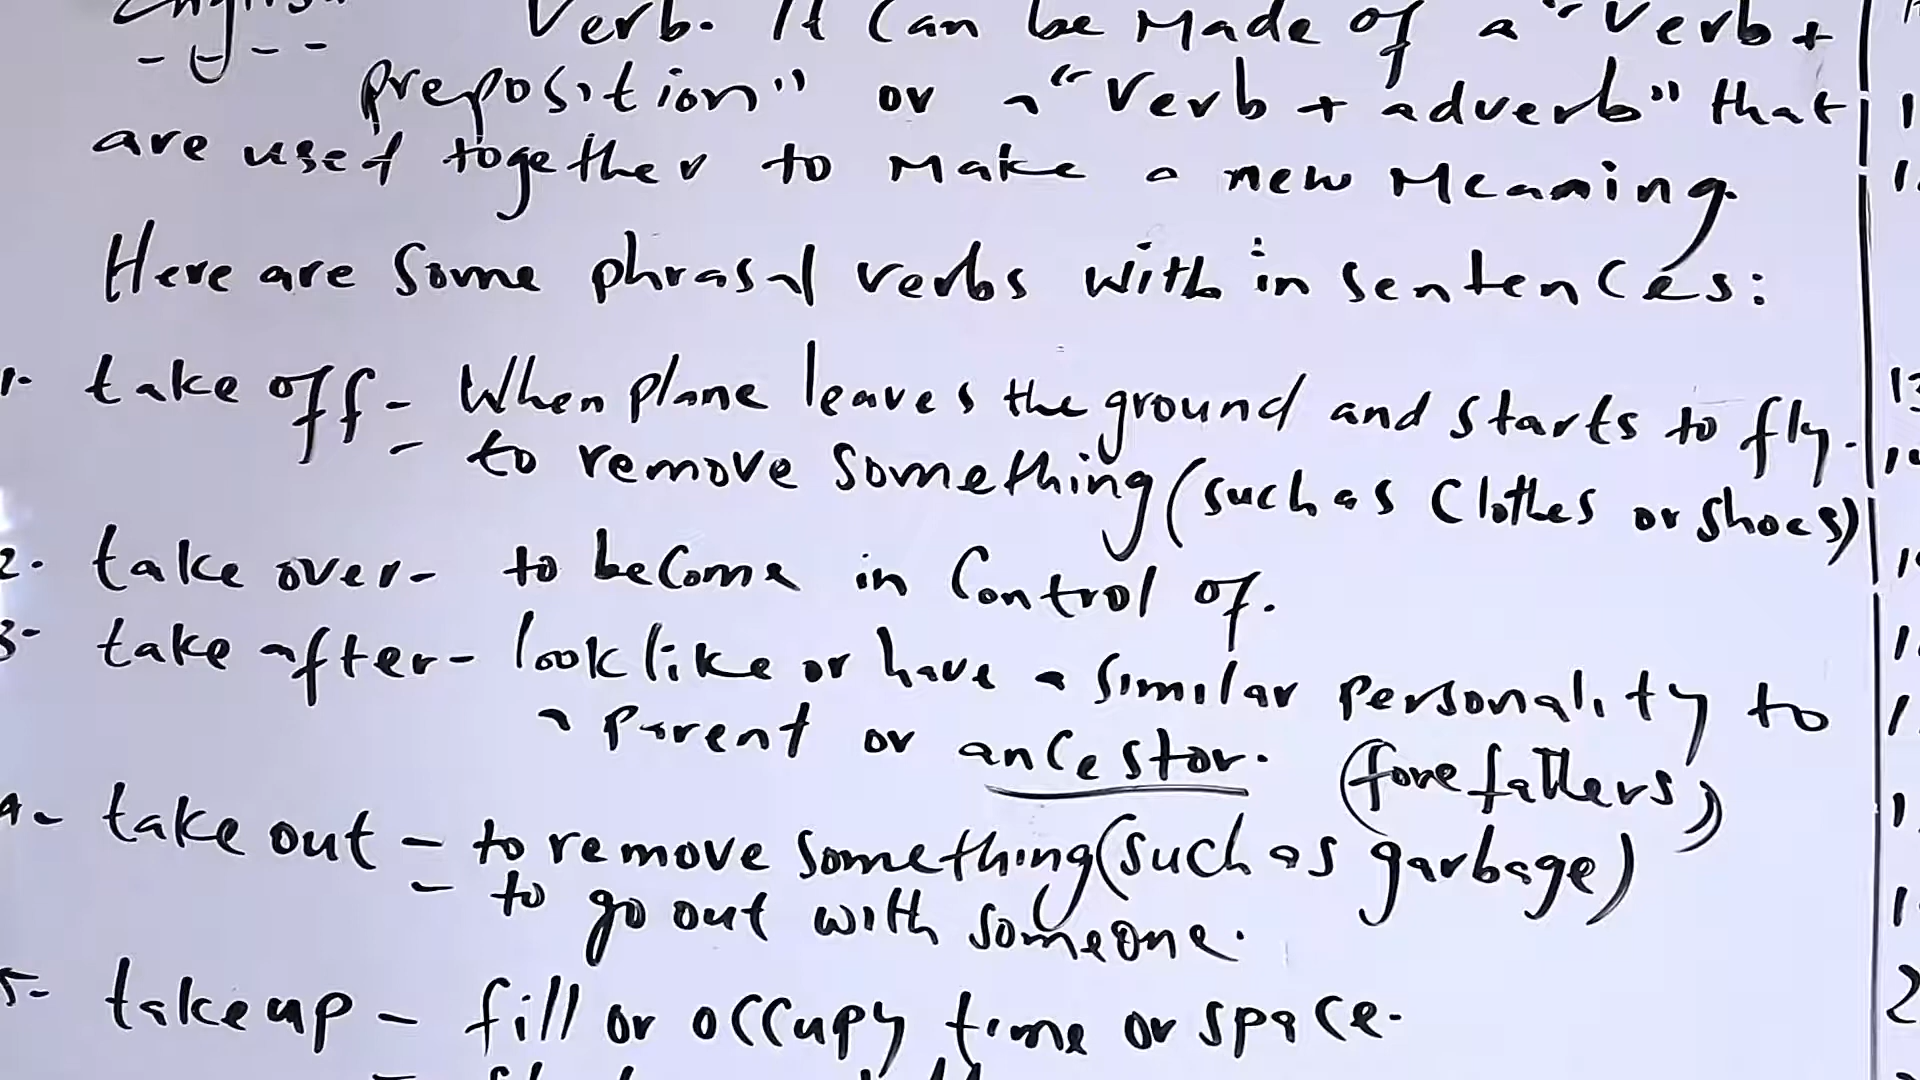 English
Verb. It can be made of a "Verb +
preposition" or a "Verb + adverb" that
are used together to make a new meaning.
Here are some phrasal verbs with in sentences:
1- take off - When plane leaves the ground and starts to fly.
- to remove something (such as clothes or shoes)
2- take over - to become in control of.
3- take after - look like or have a similar personality to
a parent or ancestor. (fore fathers)
4- take out - to remove something (such as garbage)
- to go out with someone.
5- take up - fill or occupy time or space.